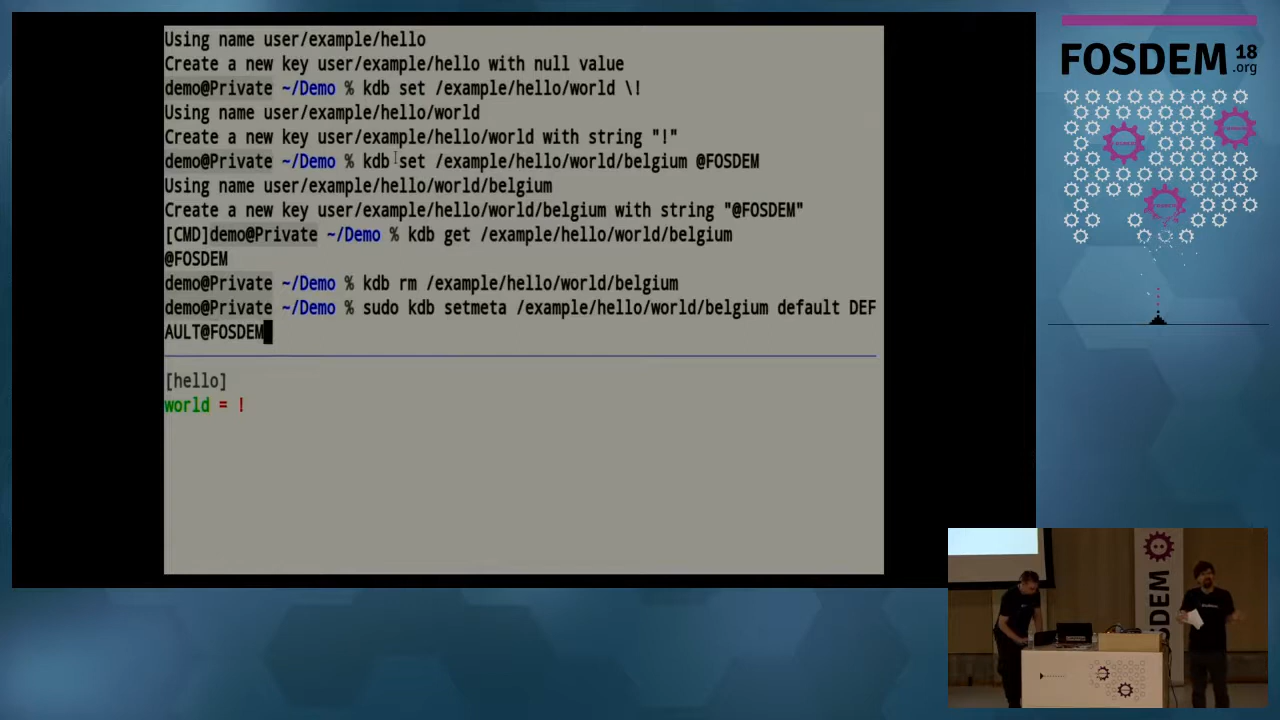 Using name user/example/hello
Create a new key user/example/hello with null value
demo@Private ~/Demo % kdb set /example/hello/world \!
Using name user/example/hello/world
Create a new key user/example/hello/world with string "!"
demo@Private ~/Demo % kdb set /example/hello/world/belgium @FOSDEM
Using name user/example/hello/world/belgium
Create a new key user/example/hello/world/belgium with string "@FOSDEM"
[CMD]demo@Private ~/Demo % kdb get /example/hello/world/belgium
@FOSDEM
demo@Private ~/Demo % kdb rm /example/hello/world/belgium
demo@Private ~/Demo % sudo kdb setmeta /example/hello/world/belgium default DEF
AULT@FOSDEM
[hello]
world = !
FOSDEM 18
.org
FOSDEM